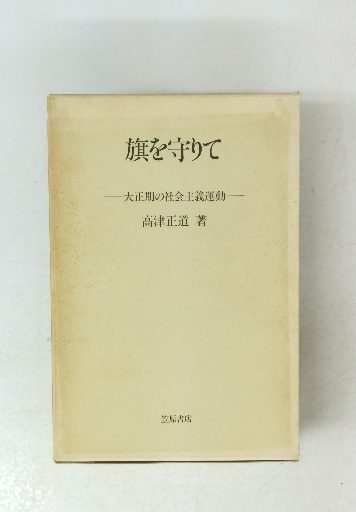 旗を守りて
―大正期の社会主義運動―
高津正道 著
笠原書店